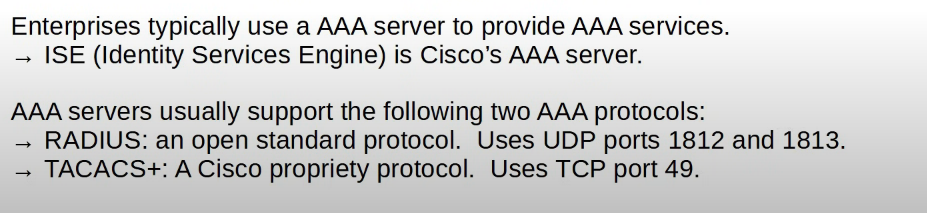 Enterprises typically use a AAA server to provide AAA services.
→ ISE (Identity Services Engine) is Cisco's AAA server.
AAA servers usually support the following two AAA protocols:
→ RADIUS: an open standard protocol.  Uses UDP ports 1812 and 1813.
→ TACACS+: A Cisco propriety protocol.  Uses TCP port 49.